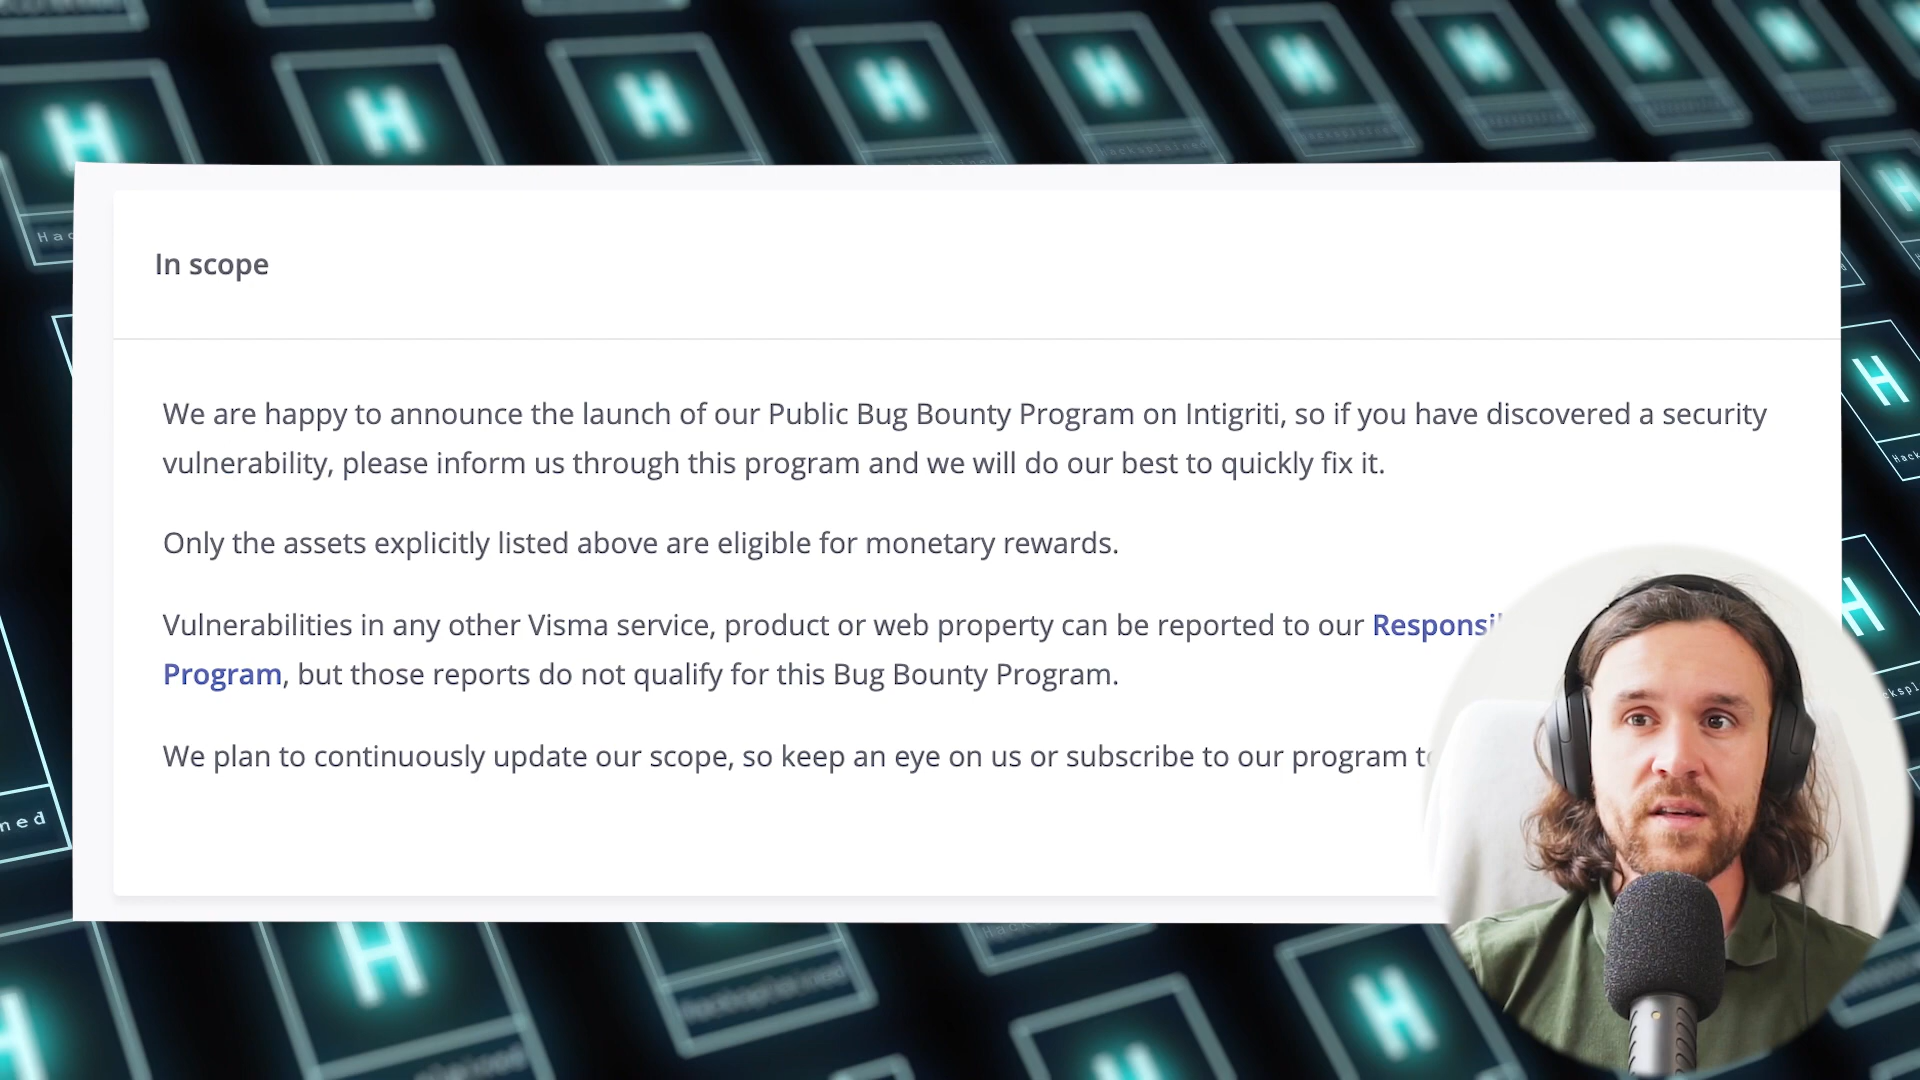 In scope
We are happy to announce the launch of our Public Bug Bounty Program on Intigriti, so if you have discovered a security
vulnerability, please inform us through this program and we will do our best to quickly fix it.
Only the assets explicitly listed above are eligible for monetary rewards.
Vulnerabilities in any other Visma service, product or web property can be reported to our
Program, but those reports do not qualify for this Bug Bounty Program.
We plan to continuously update our scope, so keep an eye on us or subscribe to our program